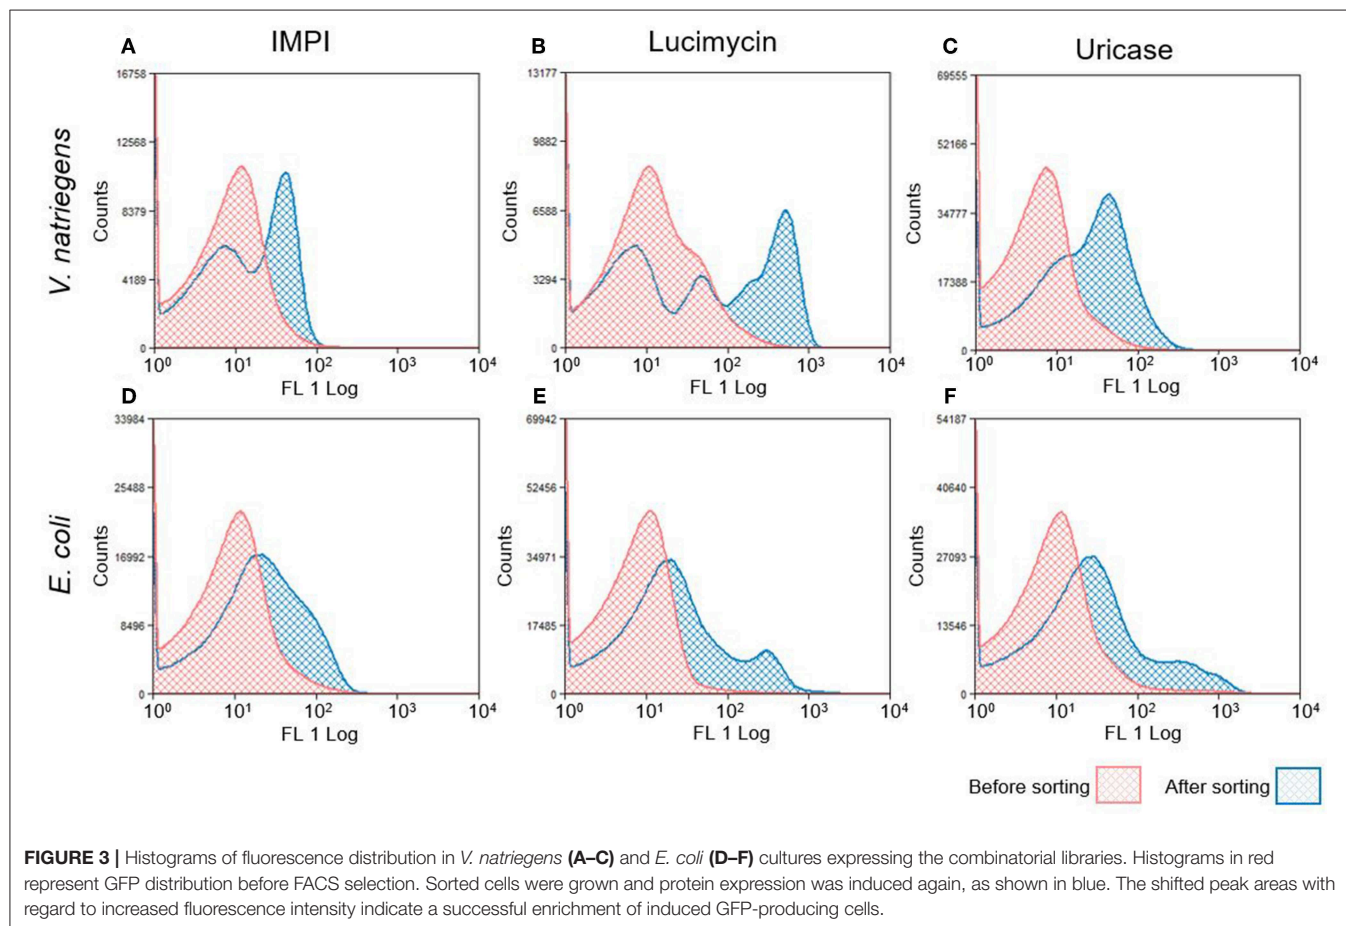 A
IMPI
B
Lucimycin
C
Uricase
V. natriegens
16758
12568
8379
4189
0
Counts
10⁰ 10¹ 10² 10³ 10⁴
FL 1 Log
13177
9882
6588
3294
0
Counts
10⁰ 10¹ 10² 10³ 10⁴
FL 1 Log
69555
52166
34777
17388
0
Counts
10⁰ 10¹ 10² 10³ 10⁴
FL 1 Log
E. coli
D
33984
25488
16992
8496
0
Counts
10⁰ 10¹ 10² 10³ 10⁴
FL 1 Log
E
69942
52456
34971
17485
0
Counts
10⁰ 10¹ 10² 10³ 10⁴
FL 1 Log
F
54187
40640
27093
13546
0
Counts
10⁰ 10¹ 10² 10³ 10⁴
FL 1 Log
Before sorting After sorting
FIGURE 3 | Histograms of fluorescence distribution in V. natriegens (A–C) and E. coli (D–F) cultures expressing the combinatorial libraries. Histograms in red
represent GFP distribution before FACS selection. Sorted cells were grown and protein expression was induced again, as shown in blue. The shifted peak areas with
regard to increased fluorescence intensity indicate a successful enrichment of induced GFP-producing cells.